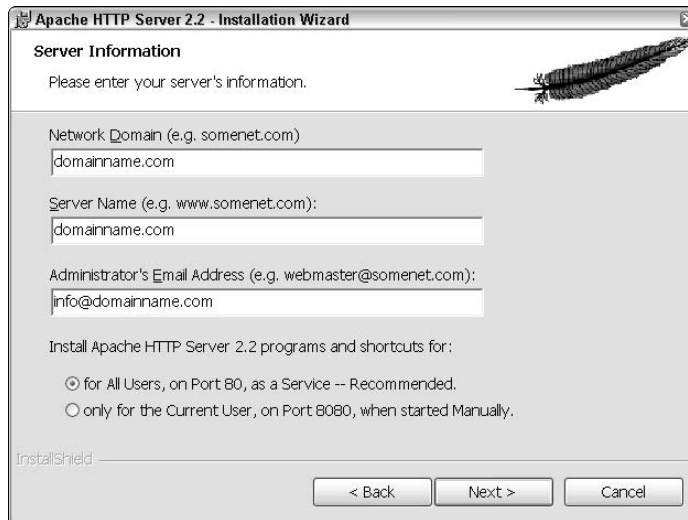 Apache HTTP Server 2.2 - Installation Wizard
Server Information
Please enter your server's information.
Network Domain (e.g. somenet.com)
domainname.com
Server Name (e.g. www.somenet.com):
domainname.com
Administrator's Email Address (e.g. webmaster@somenet.com):
info@domainname.com
Install Apache HTTP Server 2.2 programs and shortcuts for:
for All Users, on Port 80, as a Service -- Recommended.
only for the Current User, on Port 8080, when started Manually.
InstallShield
< Back Next > Cancel